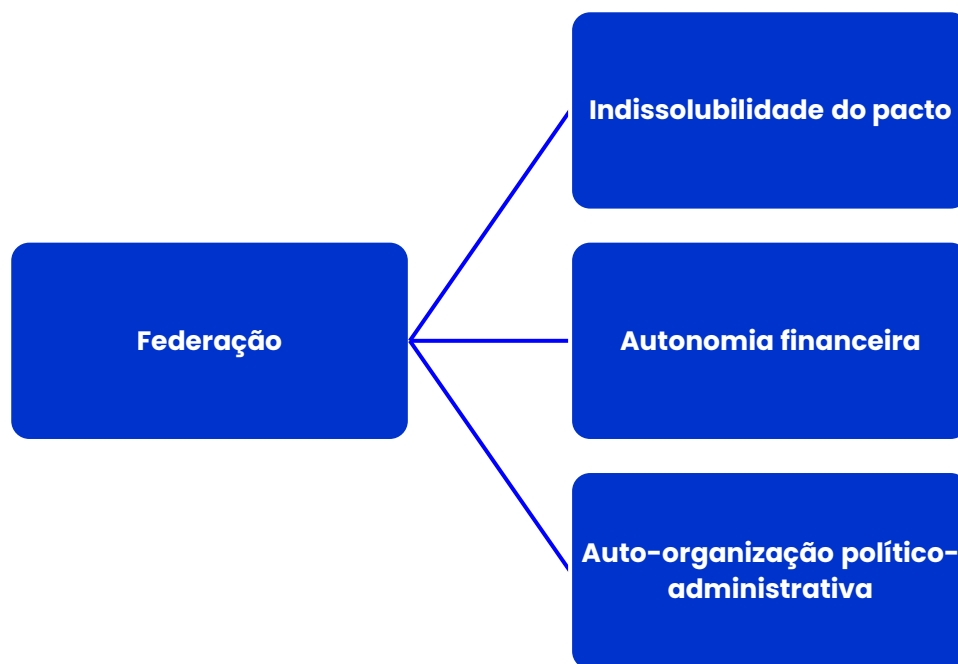 Indissolubilidade do pacto
Federação
Autonomia financeira
Auto-organização político-
administrativa